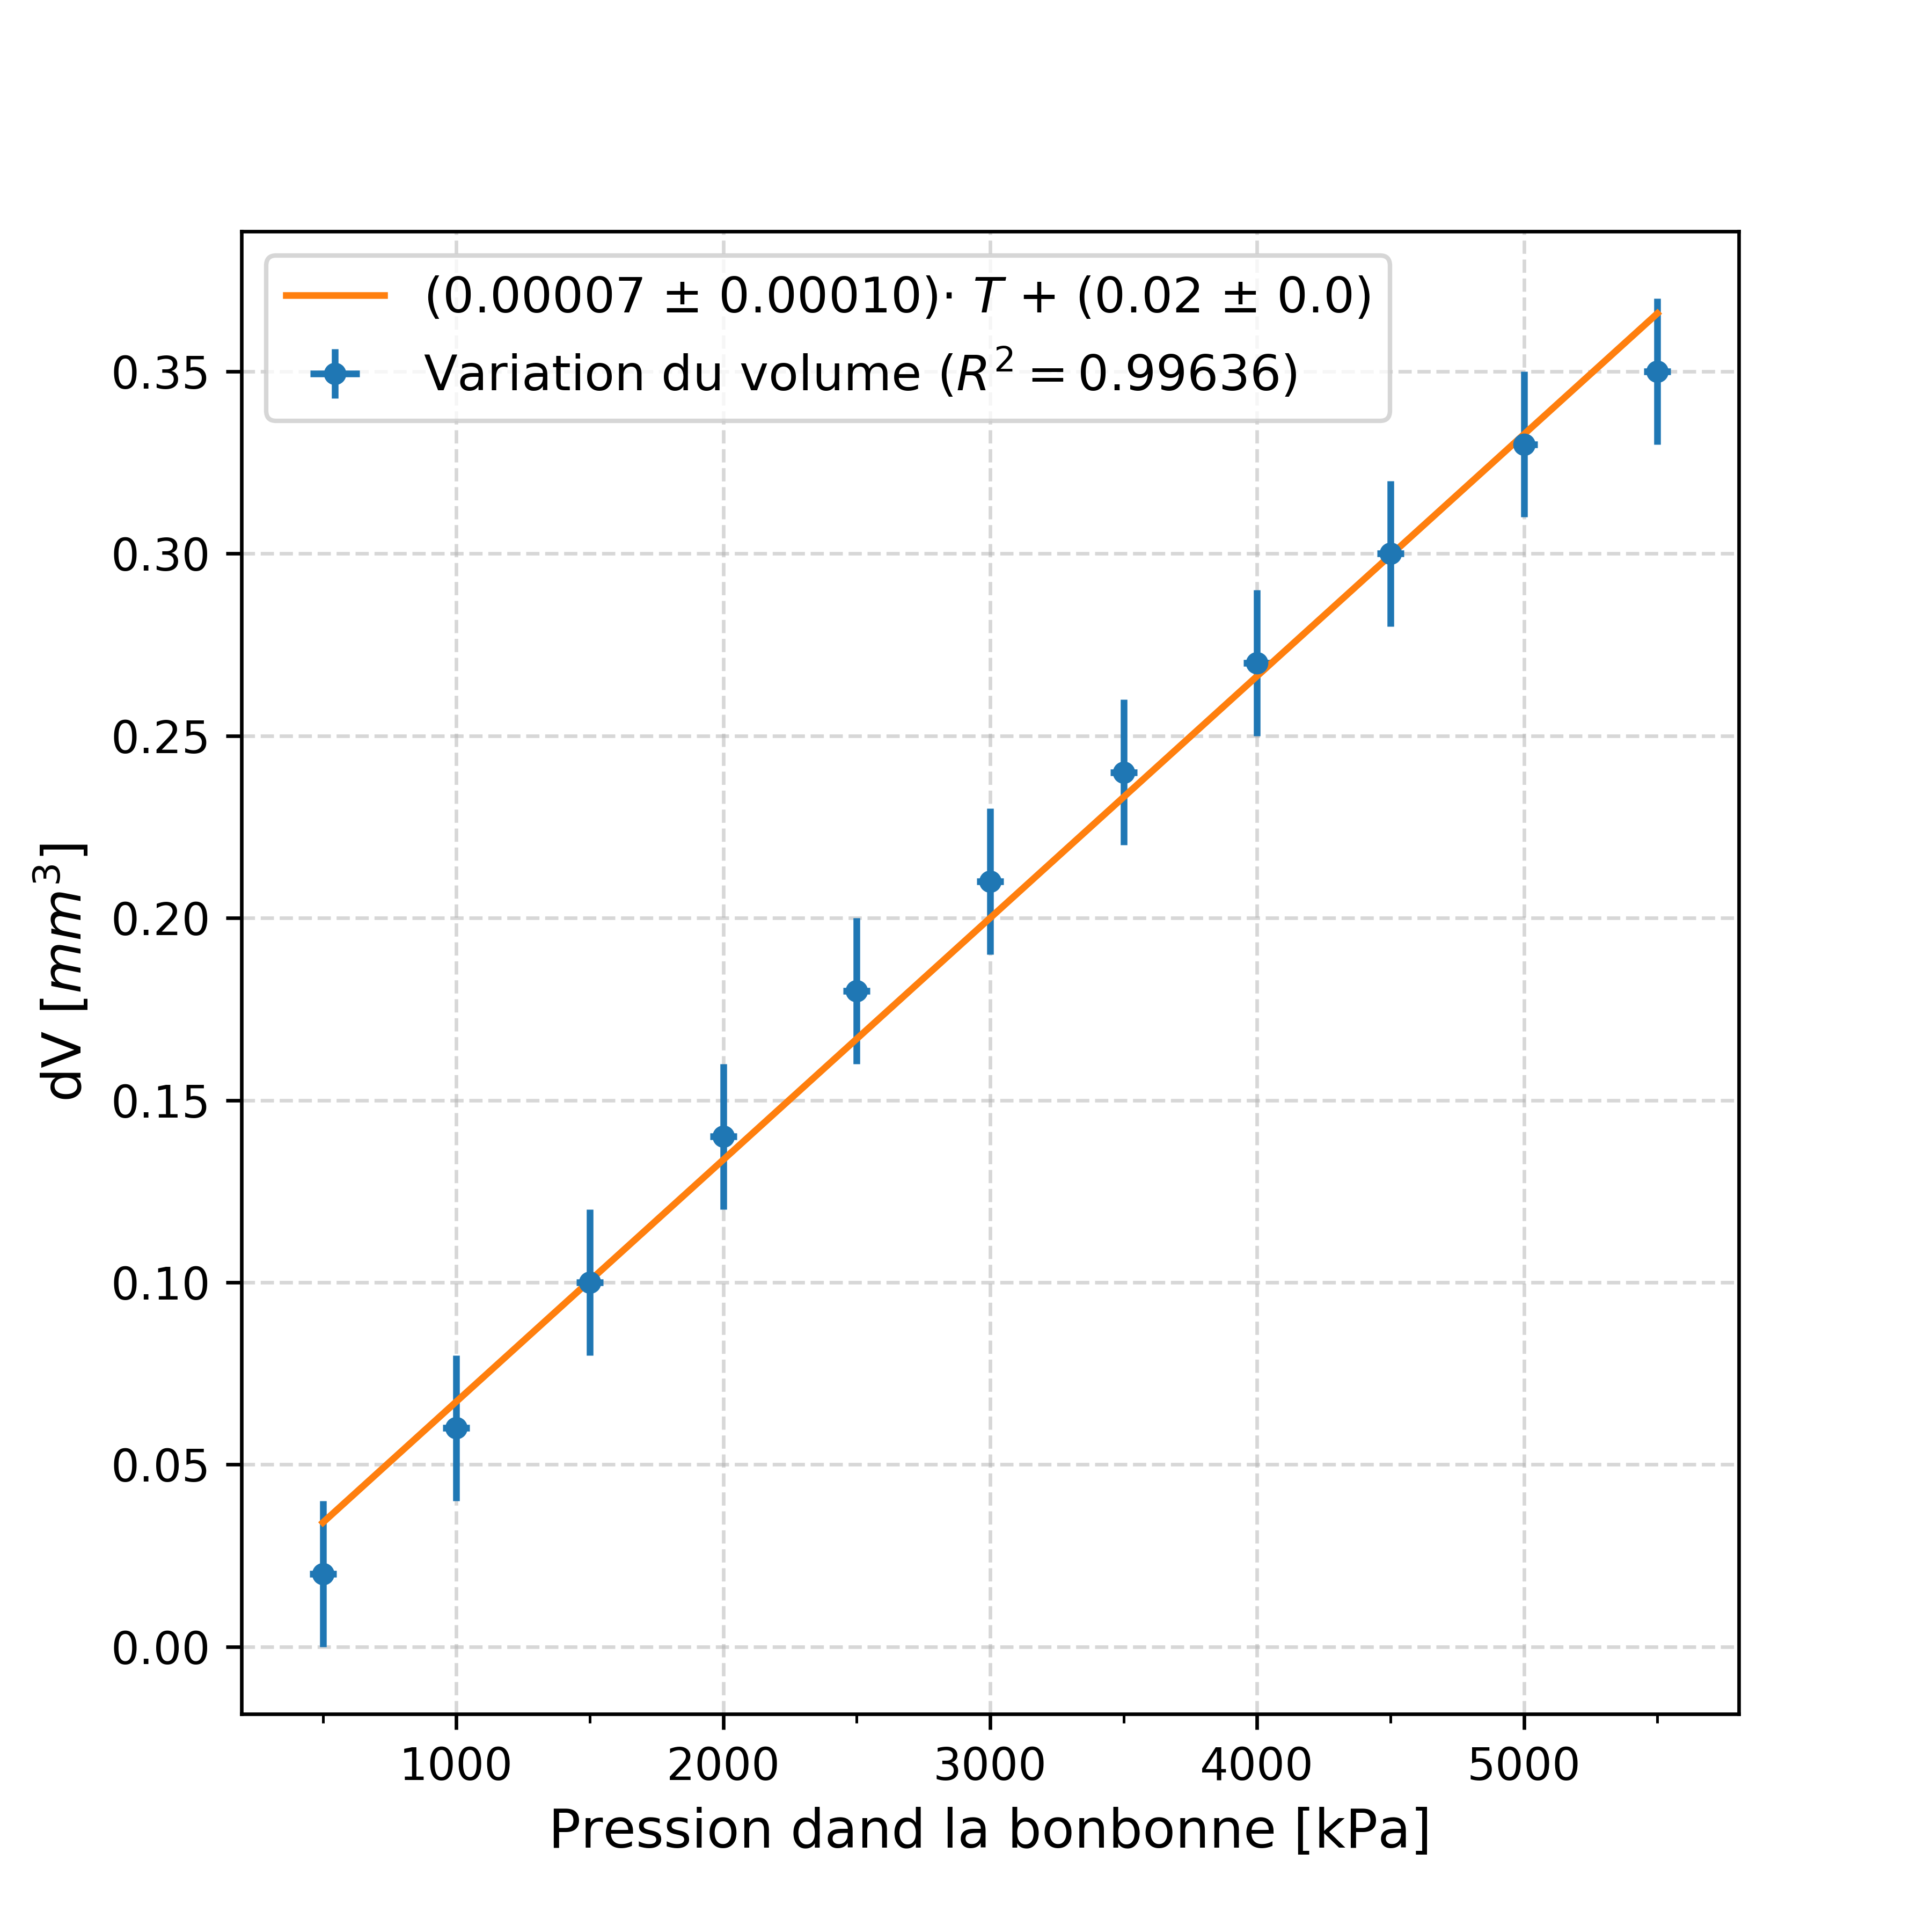 (0.00007 ± 0.00010)· T + (0.02 ± 0.0)
Variation du volume (R² = 0.99636)
0.35
0.30
0.25
0.20
0.15
0.10
0.05
0.00
dV [mm³]
1000 2000 3000 4000 5000
Pression dand la bonbonne [kPa]